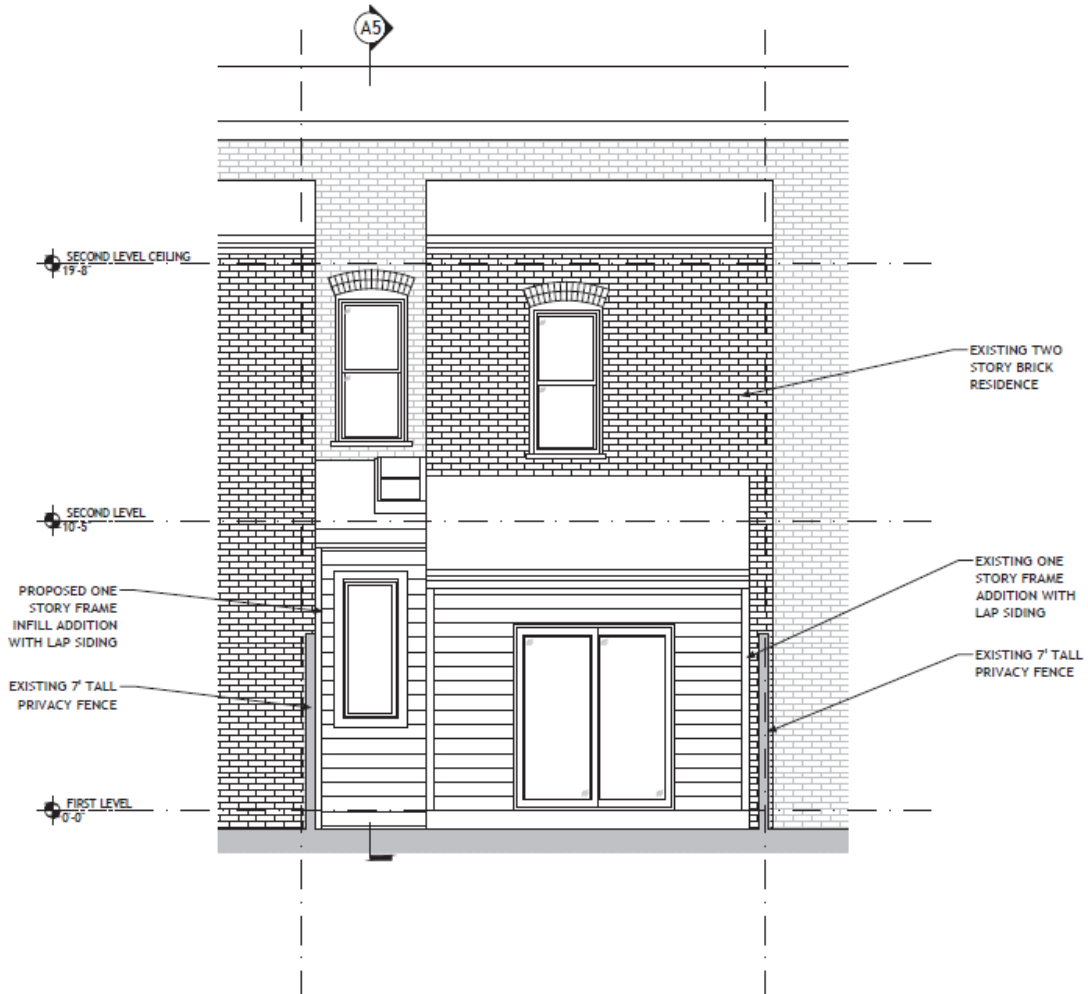 A5
SECOND LEVEL CEILING
19'-8"
EXISTING TWO
STORY BRICK
RESIDENCE
SECOND LEVEL
10'-5"
PROPOSED ONE
STORY FRAME
INFILL ADDITION
WITH LAP SIDING
EXISTING 7' TALL
PRIVACY FENCE
EXISTING ONE
STORY FRAME
ADDITION WITH
LAP SIDING
EXISTING 7' TALL
PRIVACY FENCE
FIRST LEVEL
0'-0"